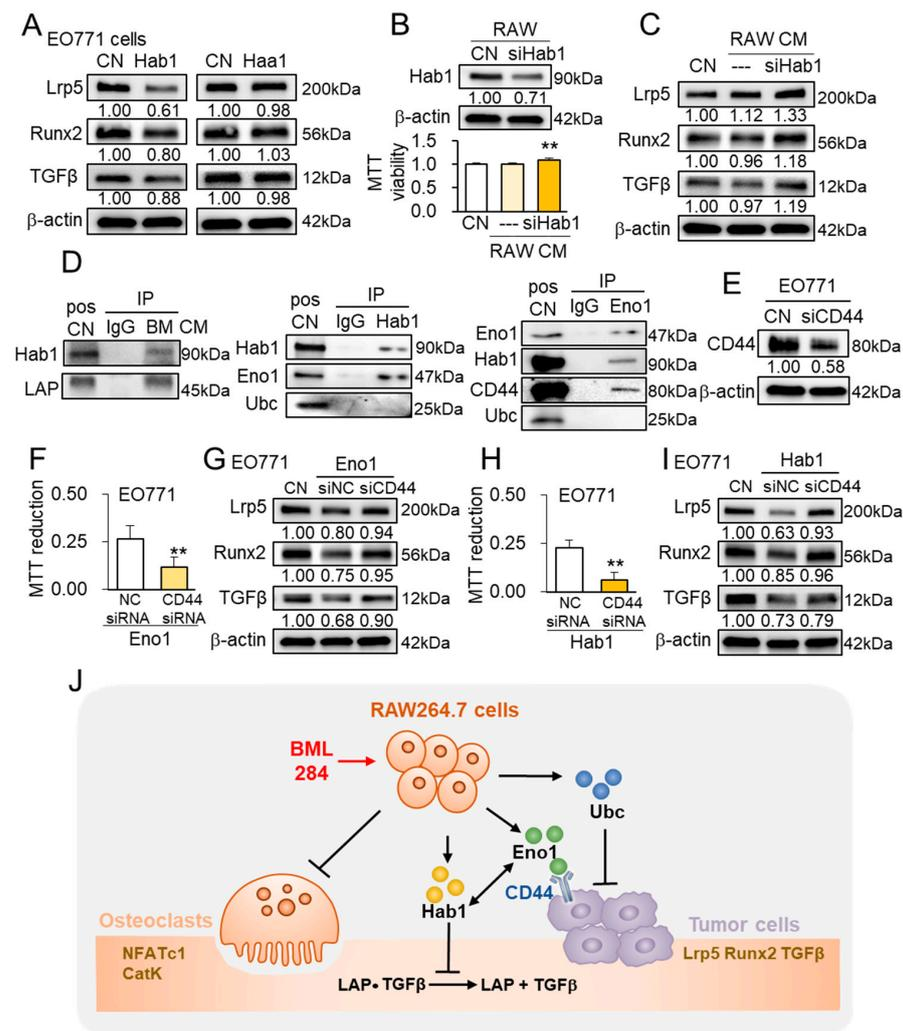 A
EO771 cells
CN Hab1 CN Haa1
Lrp5 200kDa
1.00 0.61 1.00 0.98
Runx2 56kDa
1.00 0.80 1.00 1.03
TGFβ 12kDa
1.00 0.88 1.00 0.98
β-actin 42kDa
B
RAW
CN siHab1
Hab1 90kDa
1.00 0.71
β-actin 42kDa
MTT viability
1.5
1.0
0.5
0.0
**
CN --- siHab1
RAW CM
C
RAW CM
CN --- siHab1
Lrp5 200kDa
1.00 1.12 1.33
Runx2 56kDa
1.00 0.96 1.18
TGFβ 12kDa
1.00 0.97 1.19
β-actin 42kDa
D
pos IP
CN IgG BM CM
Hab1 90kDa
LAP 45kDa
pos IP
CN IgG Hab1
Hab1 90kDa
Eno1 47kDa
Ubc 25kDa
pos IP
CN IgG Eno1
Eno1 47kDa
Hab1 90kDa
CD44 80kDa
Ubc 25kDa
E
EO771
CN siCD44
CD44 80kDa
1.00 0.58
β-actin 42kDa
F
MTT reduction
0.50
0.25
0.00
EO771
**
NC CD44
siRNA siRNA
Eno1
G EO771 Eno1
CN siNC siCD44
Lrp5 200kDa
1.00 0.80 0.94
Runx2 56kDa
1.00 0.75 0.95
TGFβ 12kDa
1.00 0.68 0.90
β-actin 42kDa
H
MTT reduction
0.50
0.25
0.00
EO771
**
NC CD44
siRNA siRNA
Hab1
I EO771 Hab1
CN siNC siCD44
Lrp5 200kDa
1.00 0.63 0.93
Runx2 56kDa
1.00 0.85 0.96
TGFβ 12kDa
1.00 0.73 0.79
β-actin 42kDa
J
RAW264.7 cells
BML
284
Ubc
Eno1
CD44
Hab1
Osteoclasts
Tumor cells
NFATc1
CatK
Lrp5 Runx2 TGFβ
LAP• TGFβ LAP + TGFβ